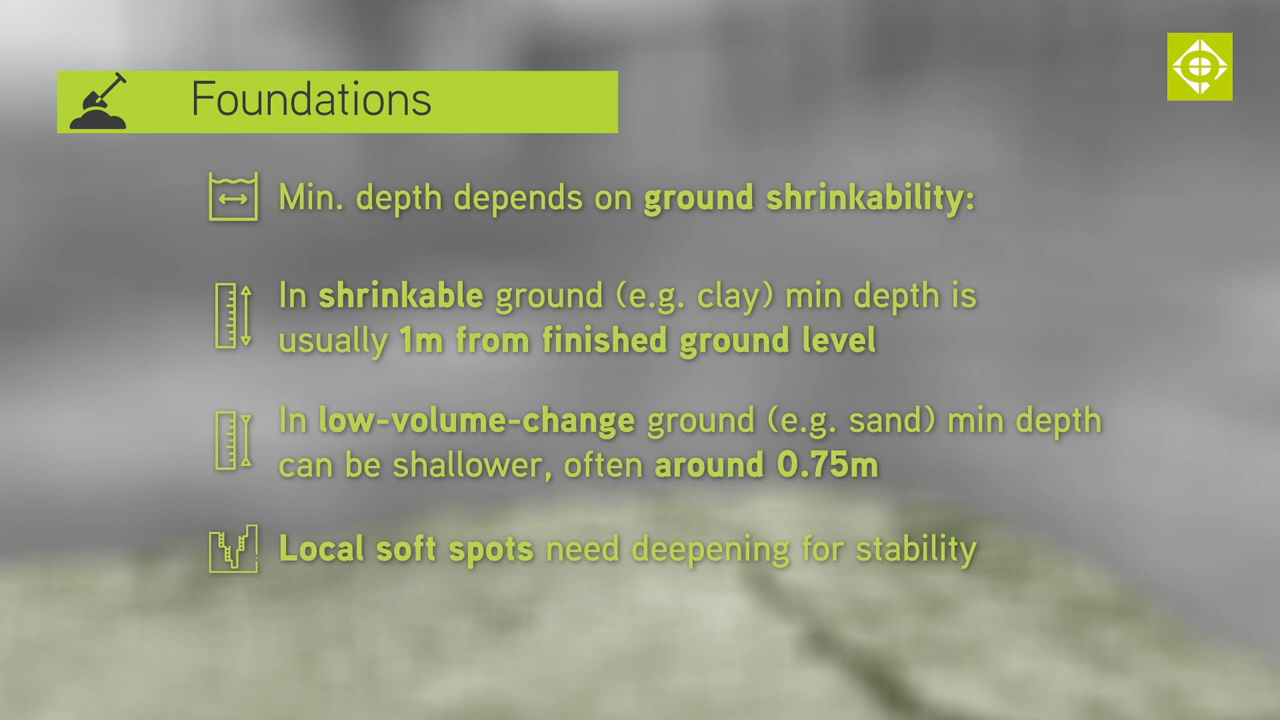 Foundations
Min. depth depends on ground shrinkability:
In shrinkable ground (e.g. clay) min depth is
usually 1m from finished ground level
In low-volume-change ground (e.g. sand) min depth
can be shallower, often around 0.75m
Local soft spots need deepening for stability